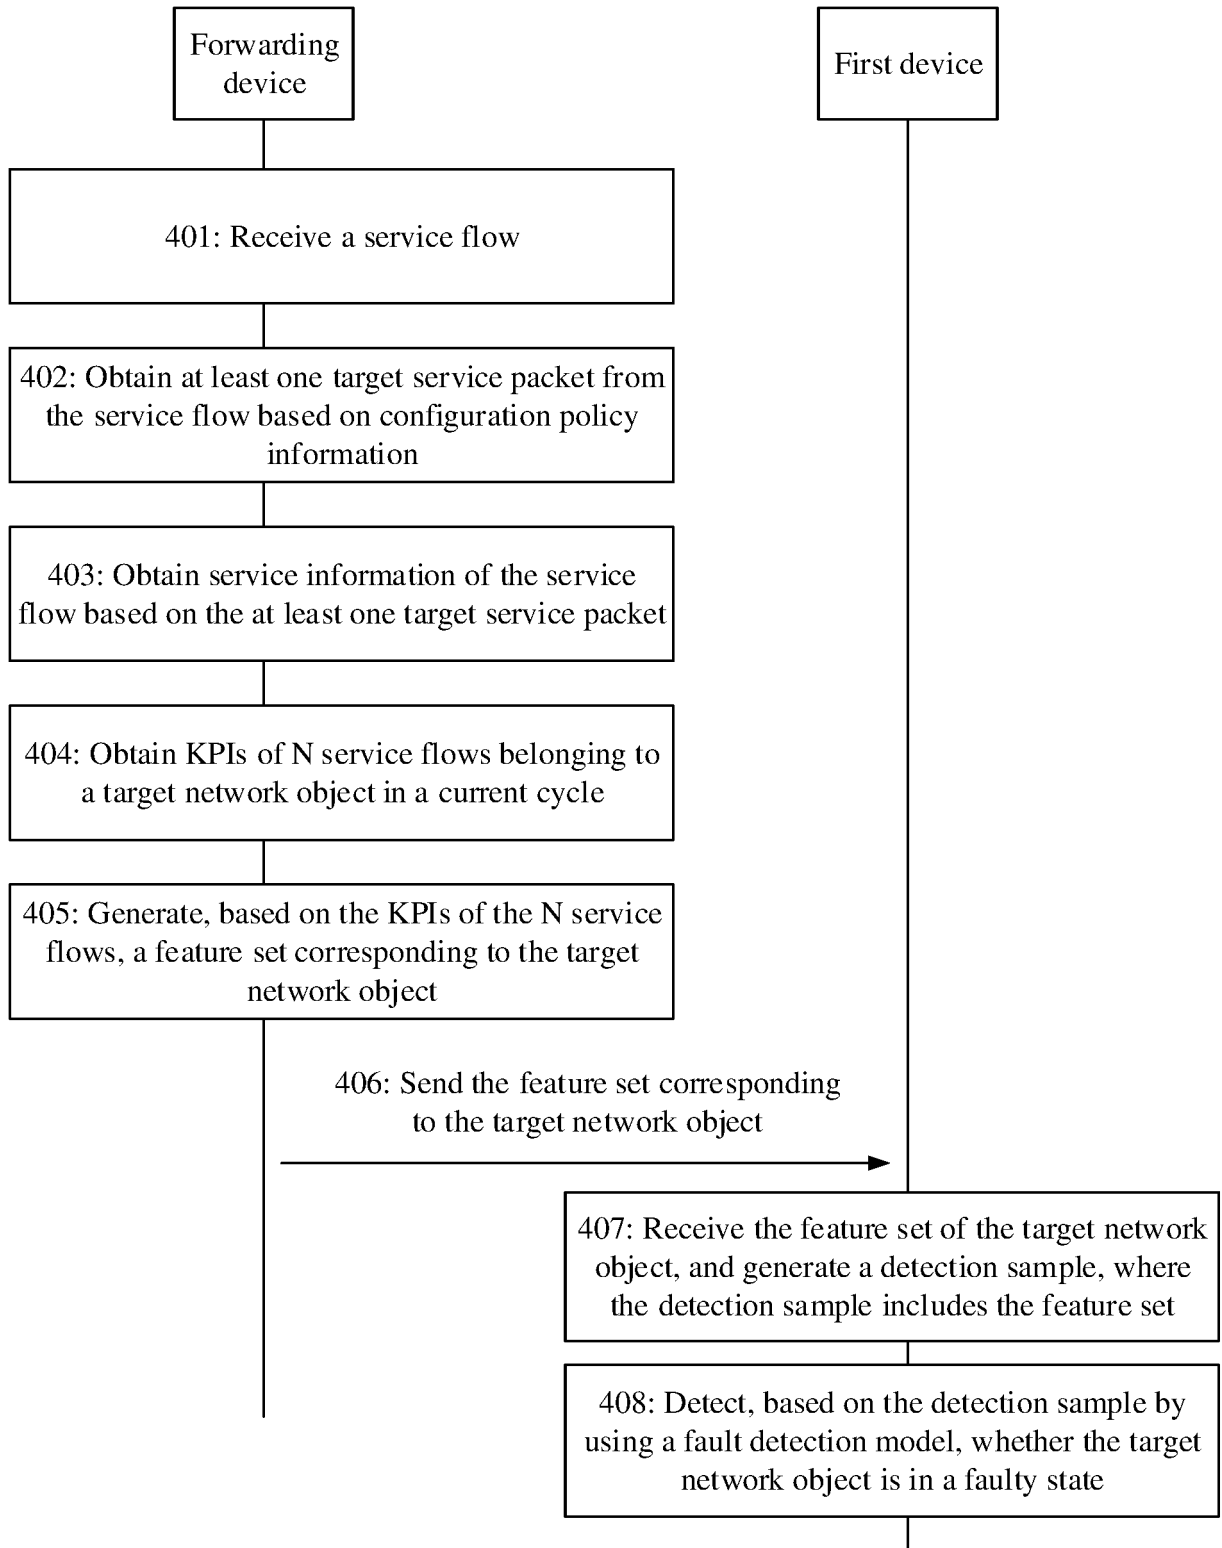 Forwarding
device
First device
401: Receive a service flow
402: Obtain at least one target service packet from
the service flow based on configuration policy
information
403: Obtain service information of the service
flow based on the at least one target service packet
404: Obtain KPIs of N service flows belonging to
a target network object in a current cycle
405: Generate, based on the KPIs of the N service
flows, a feature set corresponding to the target
network object
406: Send the feature set corresponding
to the target network object
407: Receive the feature set of the target network
object, and generate a detection sample, where
the detection sample includes the feature set
408: Detect, based on the detection sample by
using a fault detection model, whether the target
network object is in a faulty state